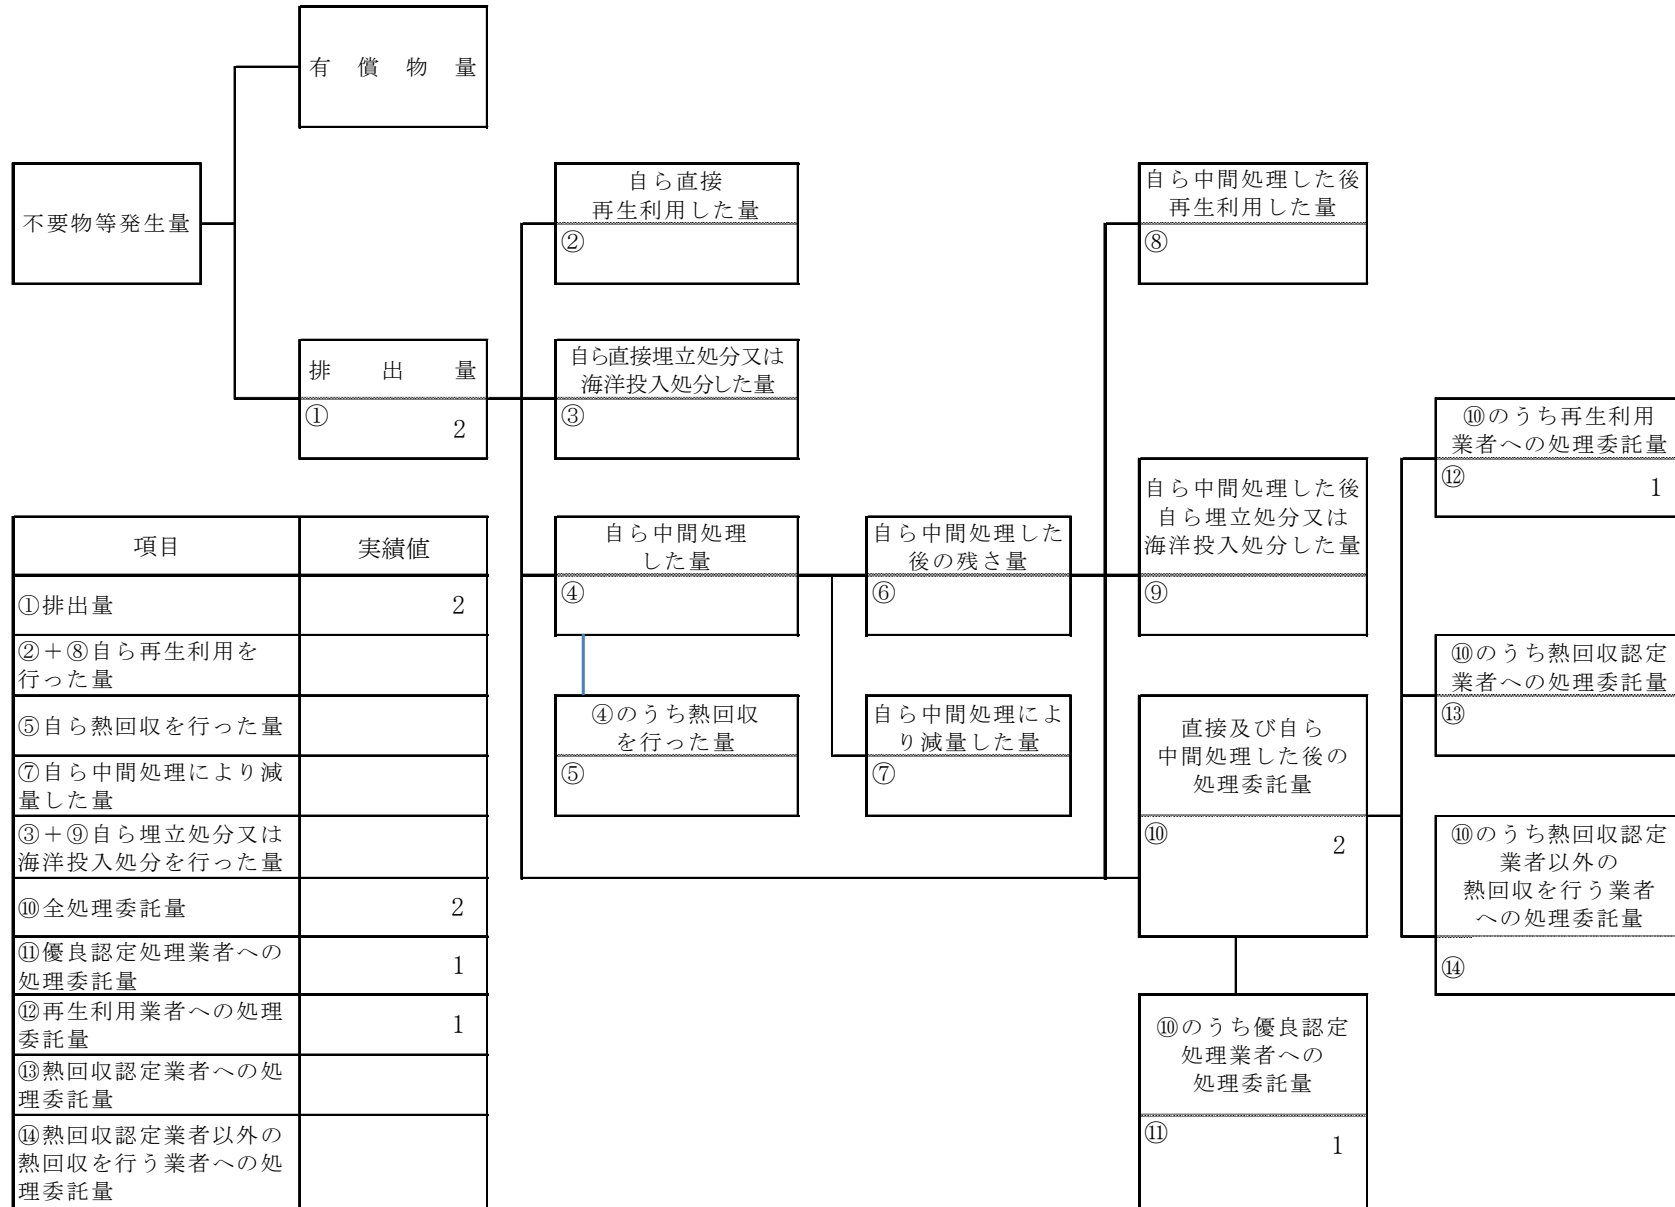 有償物量
不要物等発生量
排出量
①
2
自ら直接
再生利用した量
②
自ら直接埋立処分又は
海洋投入処分した量
③
自ら中間処理
した量
④
④のうち熱回収
を行った量
⑤
自ら中間処理した
後の残さ量
⑥
自ら中間処理によ
り減量した量
⑦
自ら中間処理した後
再生利用した量
⑧
自ら中間処理した後
自ら埋立処分又は
海洋投入処分した量
⑨
直接及び自ら
中間処理した後の
処理委託量
⑩
2
⑩のうち優良認定
処理業者への
処理委託量
⑪
1
⑩のうち再生利用
業者への処理委託量
⑫
1
⑩のうち熱回収認定
業者への処理委託量
⑬
⑩のうち熱回収認定
業者以外の
熱回収を行う業者
への処理委託量
⑭
項目 実績値
①排出量 2
②+⑧自ら再生利用を
行った量
⑤自ら熱回収を行った量
⑦自ら中間処理により減
量した量
③+⑨自ら埋立処分又は
海洋投入処分を行った量
⑩全処理委託量 2
⑪優良認定処理業者への
処理委託量 1
⑫再生利用業者への処理
委託量 1
⑬熱回収認定業者への処
理委託量
⑭熱回収認定業者以外の
熱回収を行う業者への処
理委託量